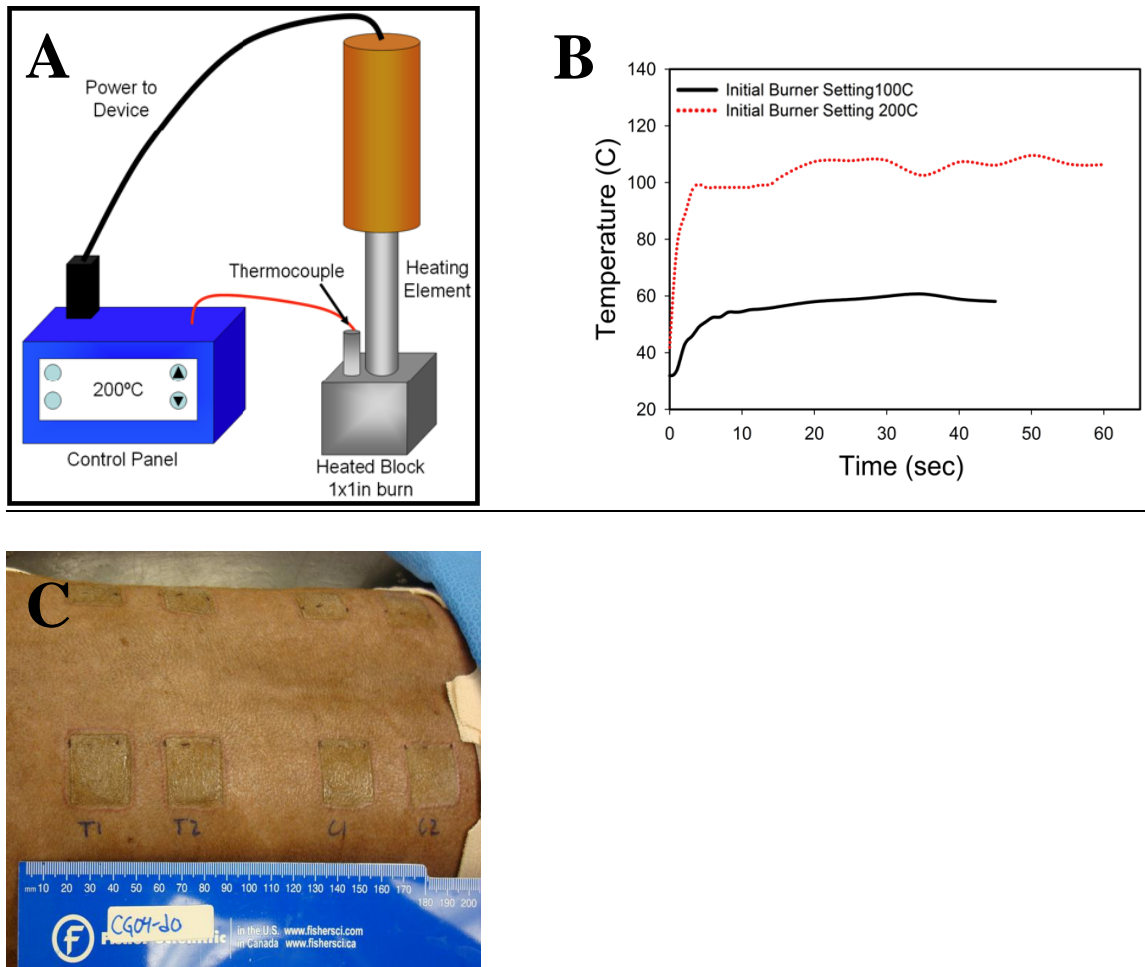 A
Power to
Device
Thermocouple
Heating
Element
200ºC
Control Panel
Heated Block
1x1in burn
B
140
120
100
80
60
40
20
Temperature (C)
Initial Burner Setting100C
Initial Burner Setting 200C
0 10 20 30 40 50 60
Time (sec)
C
T1 T2 C1 C2
mm 10 20 30 40 50 60 70 80 90 100 110 120 130 140 150 160 170
180 190 200
CG04-d0
F
in the U.S. www.fishersci.com
in Canada www.fishersci.ca